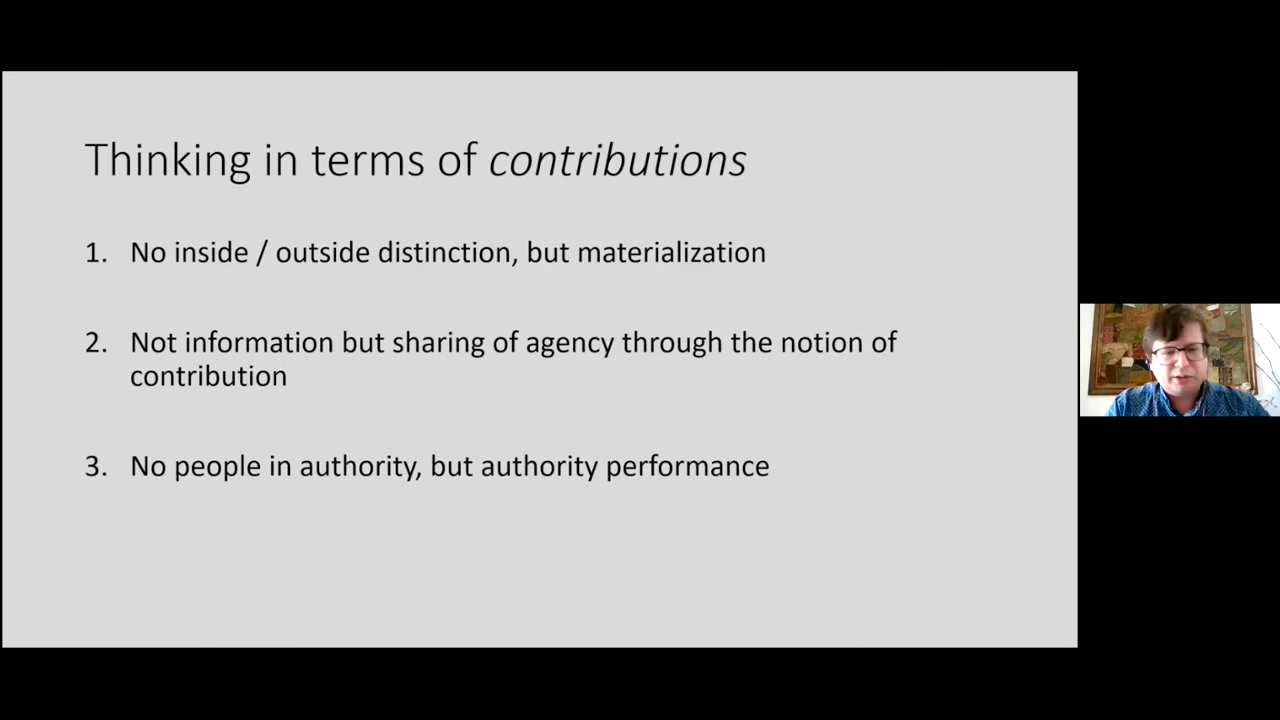 Thinking in terms of contributions
1. No inside / outside distinction, but materialization
2. Not information but sharing of agency through the notion of
contribution
3. No people in authority, but authority performance